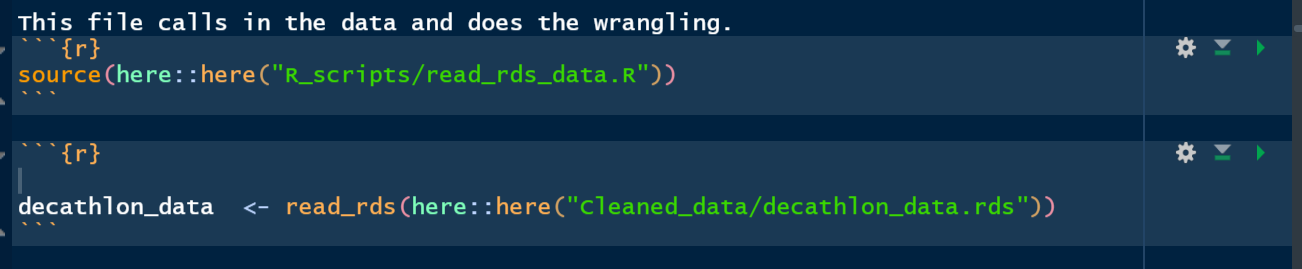 This file calls in the data and does the wrangling.
```{r}
source(here::here("R_scripts/read_rds_data.R"))
```
```{r}
decathlon_data  <- read_rds(here::here("Cleaned_data/decathlon_data.rds"))
```